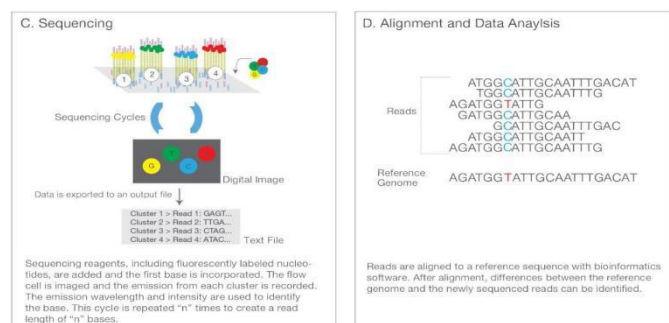 C. Sequencing
1
2
3
4
Sequencing Cycles
G
T
C
A
Digital Image
Data is exported to an output file
Cluster 1 > Read 1: GAGT...
Cluster 2 > Read 2: TTGA...
Cluster 3 > Read 3: CTAG...
Cluster 4 > Read 4: ATAC...
Text File
Sequencing reagents, including fluorescently labeled nucleo-
tides, are added and the first base is incorporated. The flow
cell is imaged and the emission from each cluster is recorded.
The emission wavelength and intensity are used to identify
the base. This cycle is repeated “n” times to create a read
length of “n” bases.
D. Alignment and Data Anaylsis
Reads
ATGGCATTGCAATTTGACAT
TGGCATTGCAATTTG
AGATGGTATTG
GATGGCATTGCAA
GCATTGCAATTTGAC
ATGGCATTGCAATT
AGATGGCATTGCAATTTG
Reference
Genome
AGATGGTATTGCAATTTGACAT
Reads are aligned to a reference sequence with bioinformatics
software. After alignment, differences between the reference
genome and the newly sequenced reads can be identified.